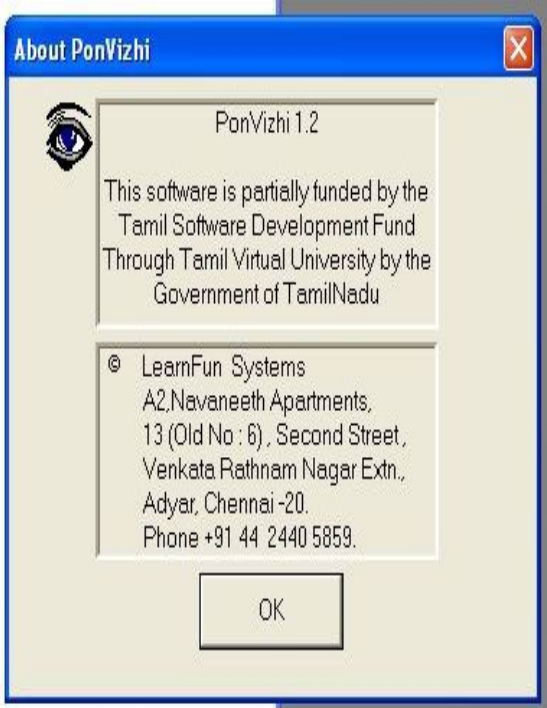 About PonVizhi
PonVizhi 1.2
This software is partially funded by the
Tamil Software Development Fund
Through Tamil Virtual University by the
Government of TamilNadu
© LearnFun Systems
A2,Navaneeth Apartments,
13 (Old No : 6) , Second Street ,
Venkata Rathnam Nagar Extn.,
Adyar, Chennai -20.
Phone +91 44 2440 5859.
OK